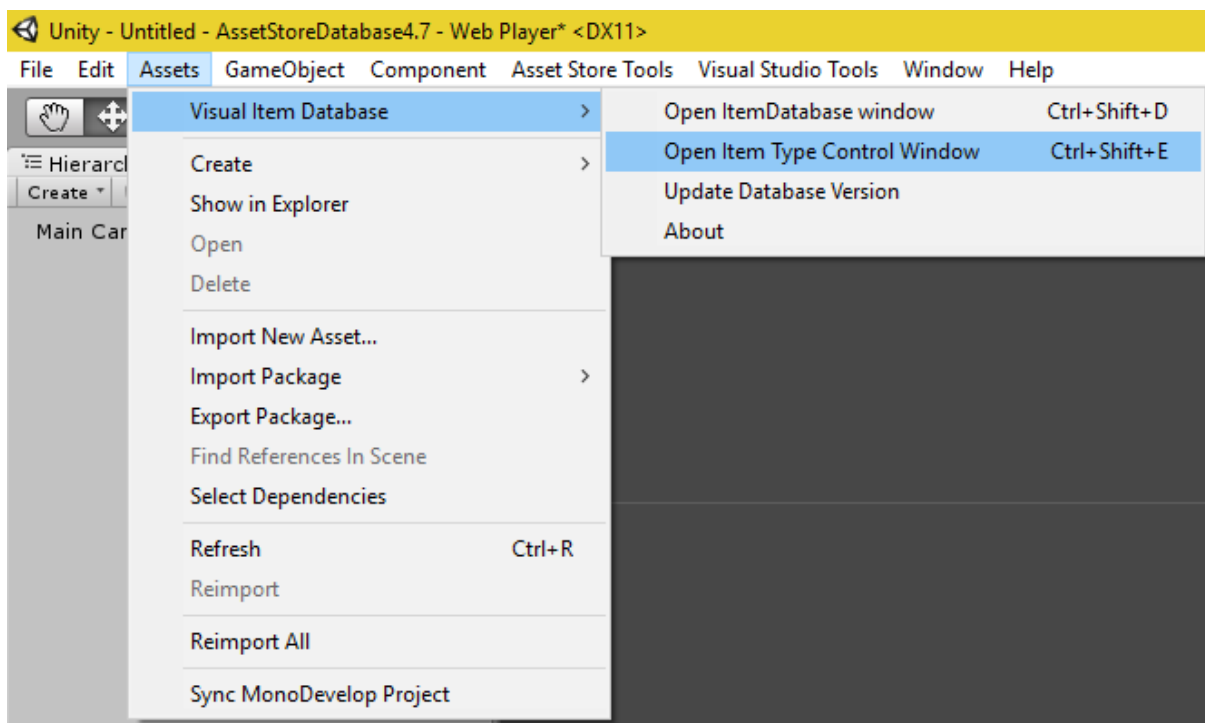 Unity - Untitled - AssetStoreDatabase4.7 - Web Player* <DX11>
File Edit Assets GameObject Component Asset Store Tools Visual Studio Tools Window Help
Visual Item Database
Open ItemDatabase window Ctrl+Shift+D
Open Item Type Control Window Ctrl+Shift+E
Update Database Version
About
Create
Show in Explorer
Open
Delete
Import New Asset...
Import Package
Export Package...
Find References In Scene
Select Dependencies
Refresh Ctrl+R
Reimport
Reimport All
Sync MonoDevelop Project
Create
Main